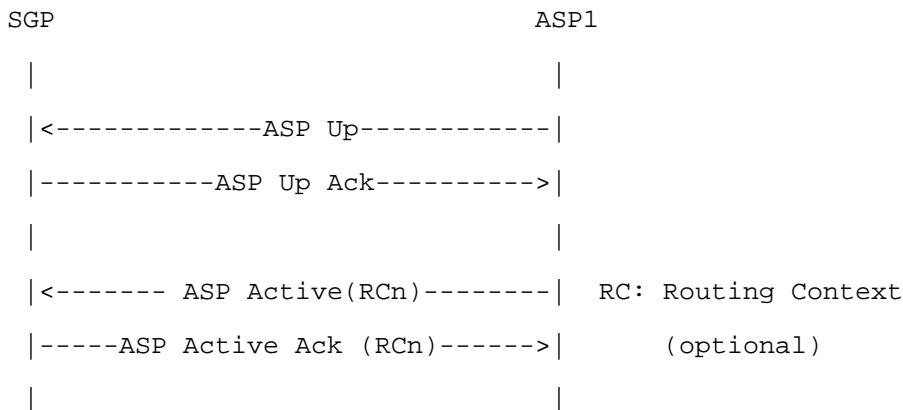 SGP ASP1
| |
|<-------------ASP Up------------|
|-----------ASP Up Ack---------->|
| |
|<------- ASP Active(RCn)--------| RC: Routing Context
|-----ASP Active Ack (RCn)------>| (optional)
| |